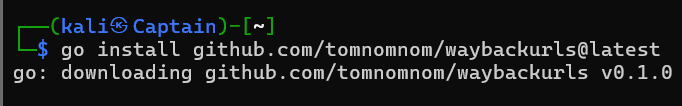 ┌──(kali㉿Captain)-[~]
└─$ go install github.com/tomnomnom/waybackurls@latest
go: downloading github.com/tomnomnom/waybackurls v0.1.0